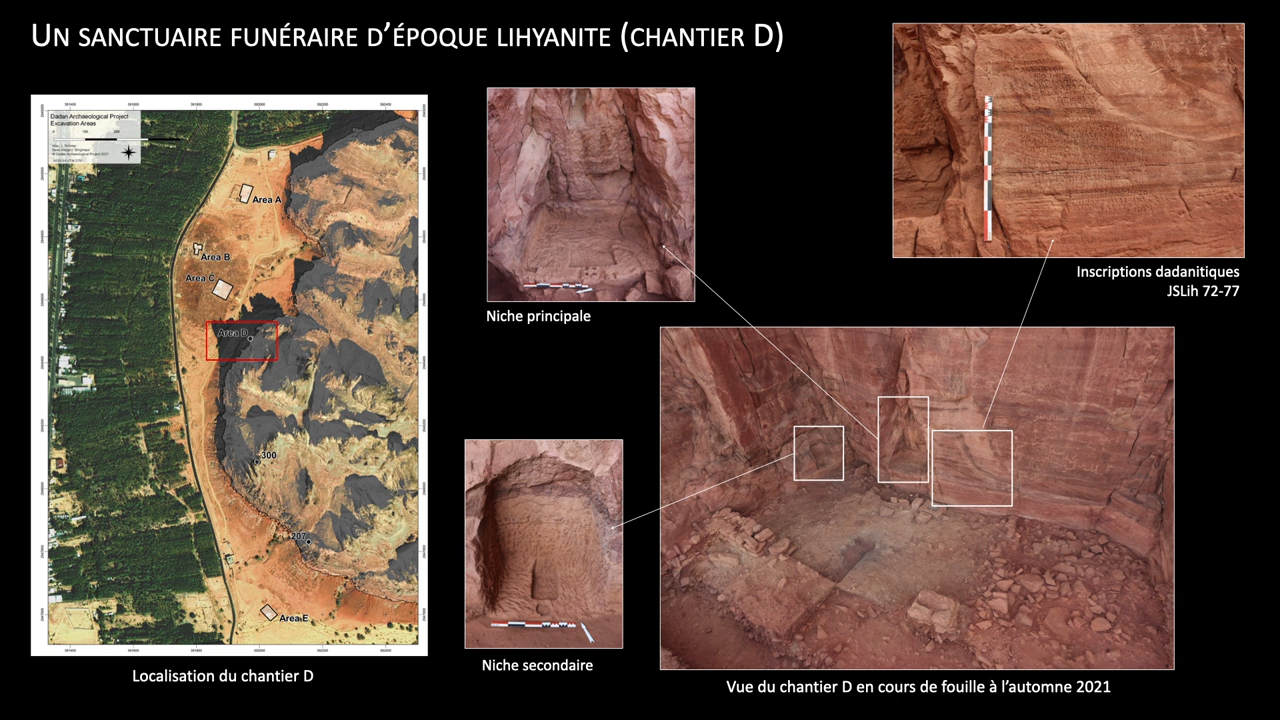 UN SANCTUAIRE FUNÉRAIRE D'ÉPOQUE LIHYANITE (CHANTIER D)
Dadan Archaeological Project
Excavation Areas
Area A
Area B
Area C
Area D
300
207
Area E
Localisation du chantier D
Niche principale
Niche secondaire
Inscriptions dadanitiques
JSLih 72-77
Vue du chantier D en cours de fouille à l'automne 2021